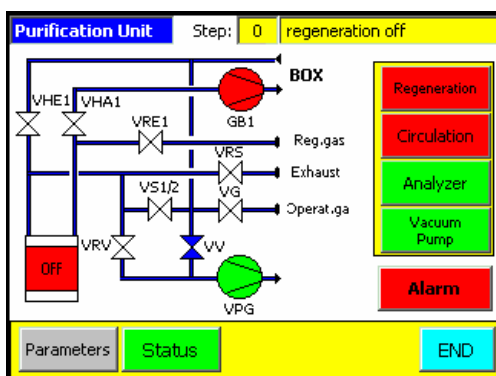 Purification Unit Step: 0 regeneration off
BOX
VHE1 VHA1
GB1
Regeneration
VRE1
Reg.gas
Circulation
VRS
Exhaust
VS1/2 VG
Operat.ga
Analyzer
VRV VV
Vacuum
Pump
OFF
VPG
Alarm
Parameters Status END